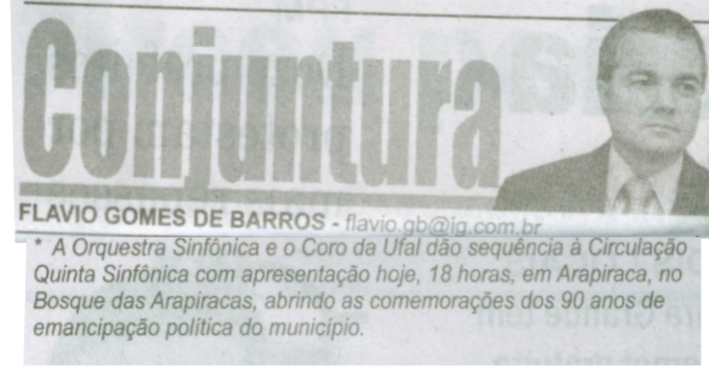 Conjuntura
FLAVIO GOMES DE BARROS - flavio.gb@ig.com.br
* A Orquestra Sinfônica e o Coro da Ufal dão sequência à Circulação
Quinta Sinfônica com apresentação hoje, 18 horas, em Arapiraca, no
Bosque das Arapiracas, abrindo as comemorações dos 90 anos de
emancipação política do município.